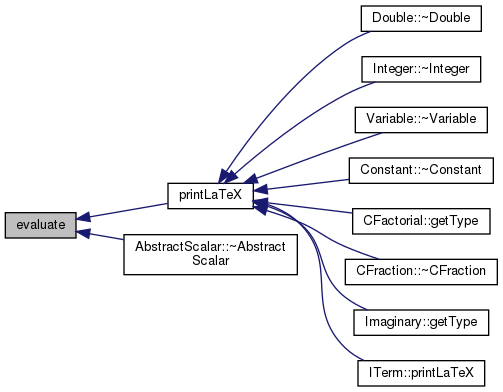 Double::~Double
Integer::~Integer
Variable::~Variable
Constant::~Constant
printLaTeX
CFactorial::getType
evaluate
AbstractScalar::~Abstract
Scalar
CFraction::~CFraction
Imaginary::getType
ITerm::printLaTeX